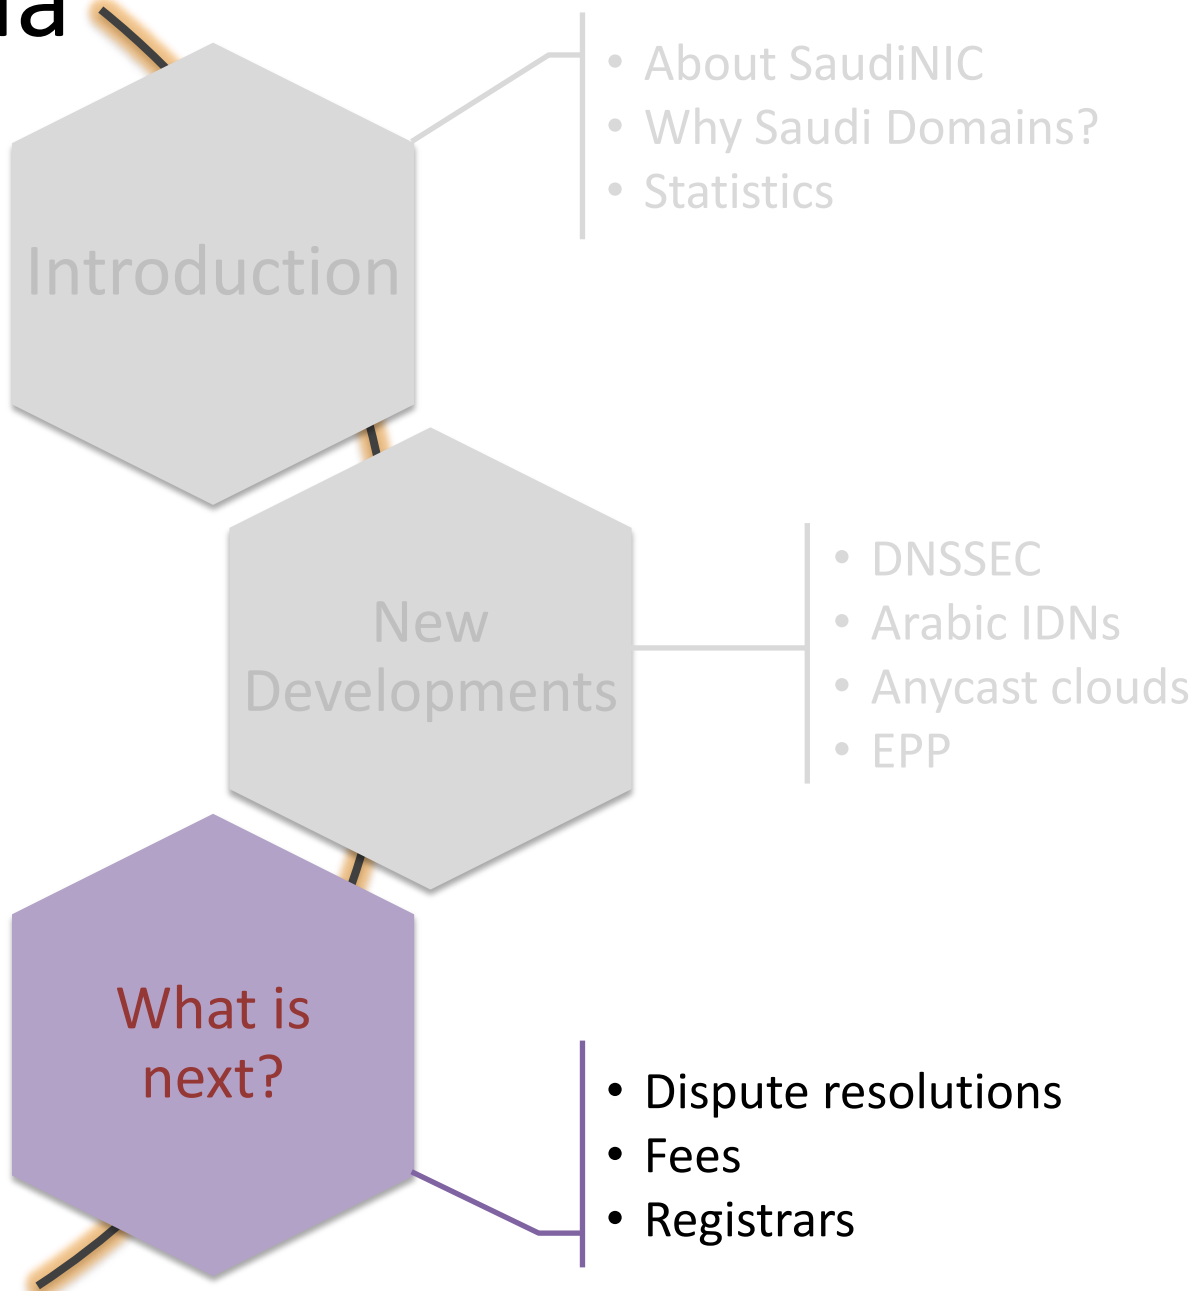 Introduction
• About SaudiNIC
• Why Saudi Domains?
• Statistics
New
Developments
• DNSSEC
• Arabic IDNs
• Anycast clouds
• EPP
What is
next?
• Dispute resolutions
• Fees
• Registrars